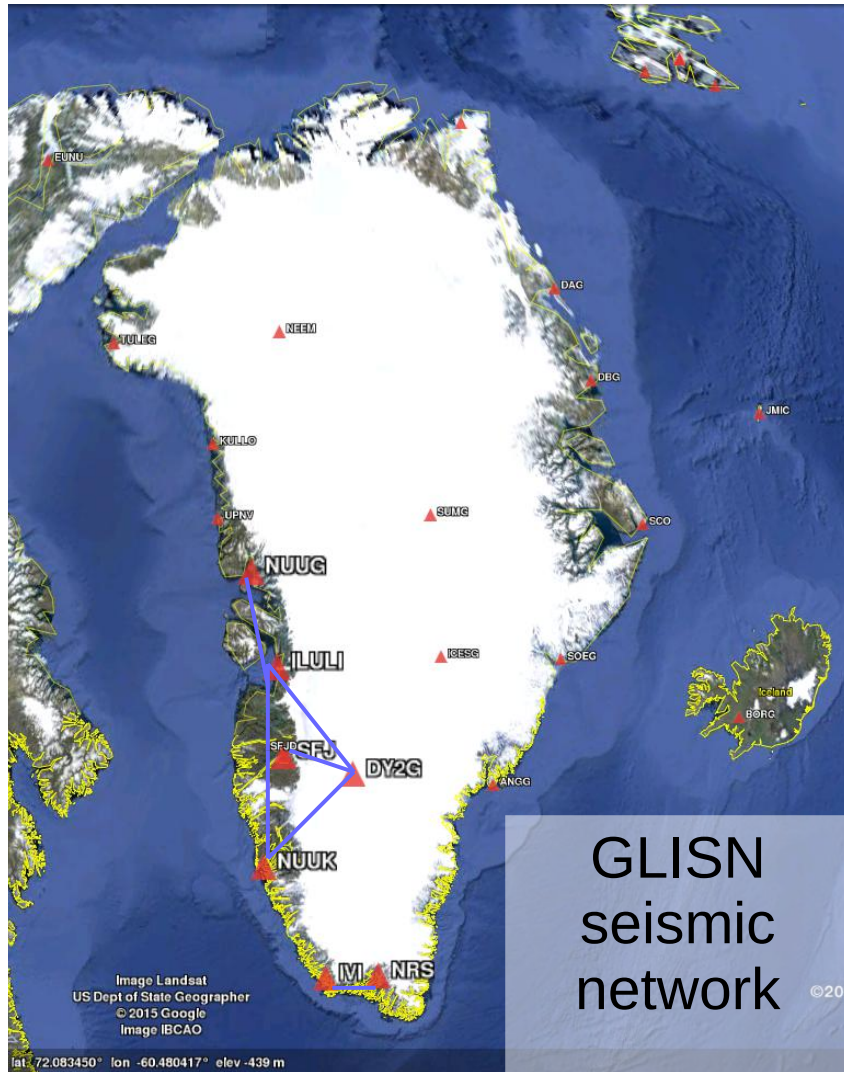 EUNU
DAG
NEEM
TULEG
DBG
JMIC
KULLO
UPNV
SUMG
SCO
NUUG
ICESG
SOEG
ILULI
Iceland
BORG
SFJD
SFJ
DY2G
ANGG
NUUK
GLISN
seismic
network
IVI
NRS
Image Landsat
US Dept of State Geographer
© 2015 Google
Image IBCAO
©20
lat 72.083450° lon -60.480417° elev -439 m